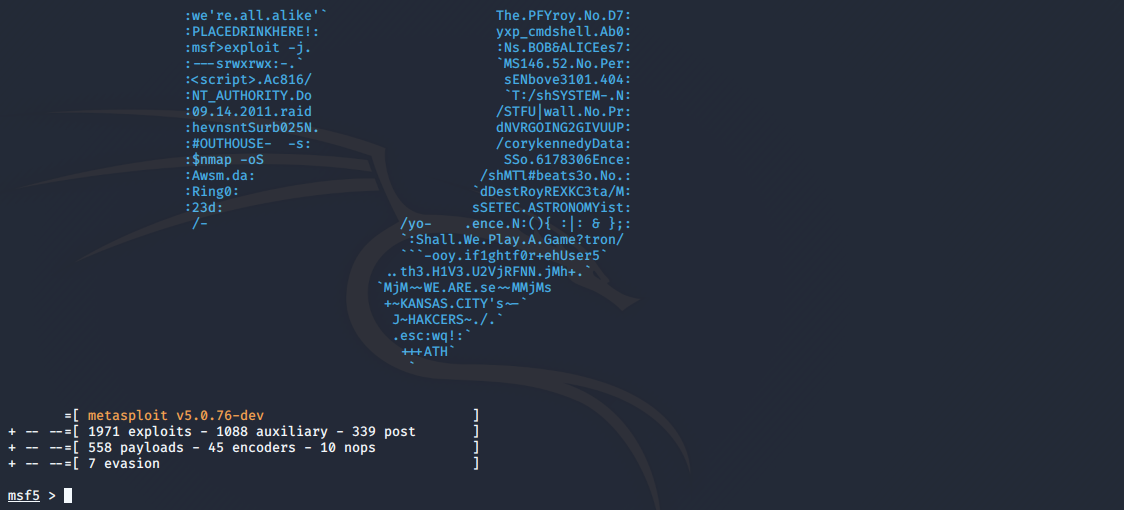 :we're.all.alike'` The.PFYroy.No.D7:
:PLACEDRINKHERE!: yxp_cmdshell.Ab0:
:msf>exploit -j. :Ns.BOB&ALICEes7:
:---srwxrwx:-.` `MS146.52.No.Per:
:<script>.Ac816/ sENbove3101.404:
:NT_AUTHORITY.Do `T:/shSYSTEM-.N:
:09.14.2011.raid /STFU|wall.No.Pr:
:hevnsntSurb025N. dNVRGOING2GIVUUP:
:#OUTHOUSE- -s: /corykennedyData:
:$nmap -oS SSo.6178306Ence:
:Awsm.da: /shMTl#beats3o.No.:
:Ring0: `dDestRoyREXKC3ta/M:
:23d: sSETEC.ASTRONOMYist:
/- /yo- .ence.N:(){ :|: & };:
`:Shall.We.Play.A.Game?tron/
```-ooy.if1ghtf0r+ehUser5`
..th3.H1V3.U2VjRFNN.jMh+.`
`MjM~~WE.ARE.se~~MMjMs
+~KANSAS.CITY's~-`
J~HAKCERS~./.`
.esc:wq!:`
+++ATH`
`
=[ metasploit v5.0.76-dev ]
+ -- --=[ 1971 exploits - 1088 auxiliary - 339 post ]
+ -- --=[ 558 payloads - 45 encoders - 10 nops ]
+ -- --=[ 7 evasion ]
msf5 >